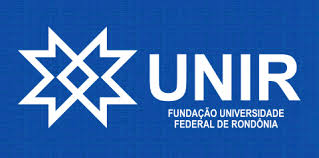 UNIR
FUNDAÇÃO UNIVERSIDADE
FEDERAL DE RONDÔNIA